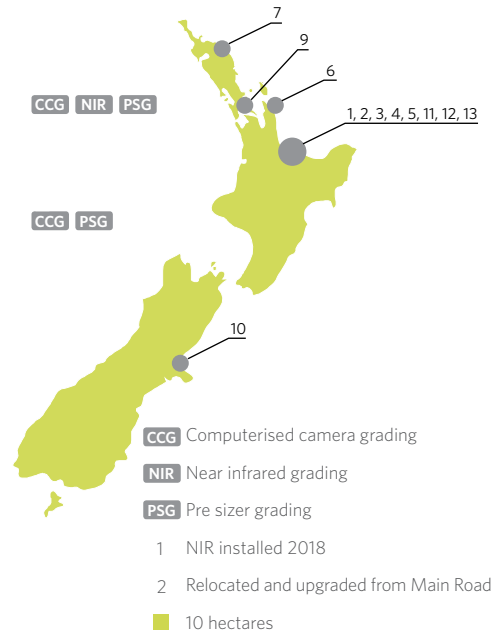 7
9
6
CCG NIR PSG
1, 2, 3, 4, 5, 11, 12, 13
CCG PSG
10
CCG Computerised camera grading
NIR Near infrared grading
PSG Pre sizer grading
1 NIR installed 2018
2 Relocated and upgraded from Main Road
10 hectares